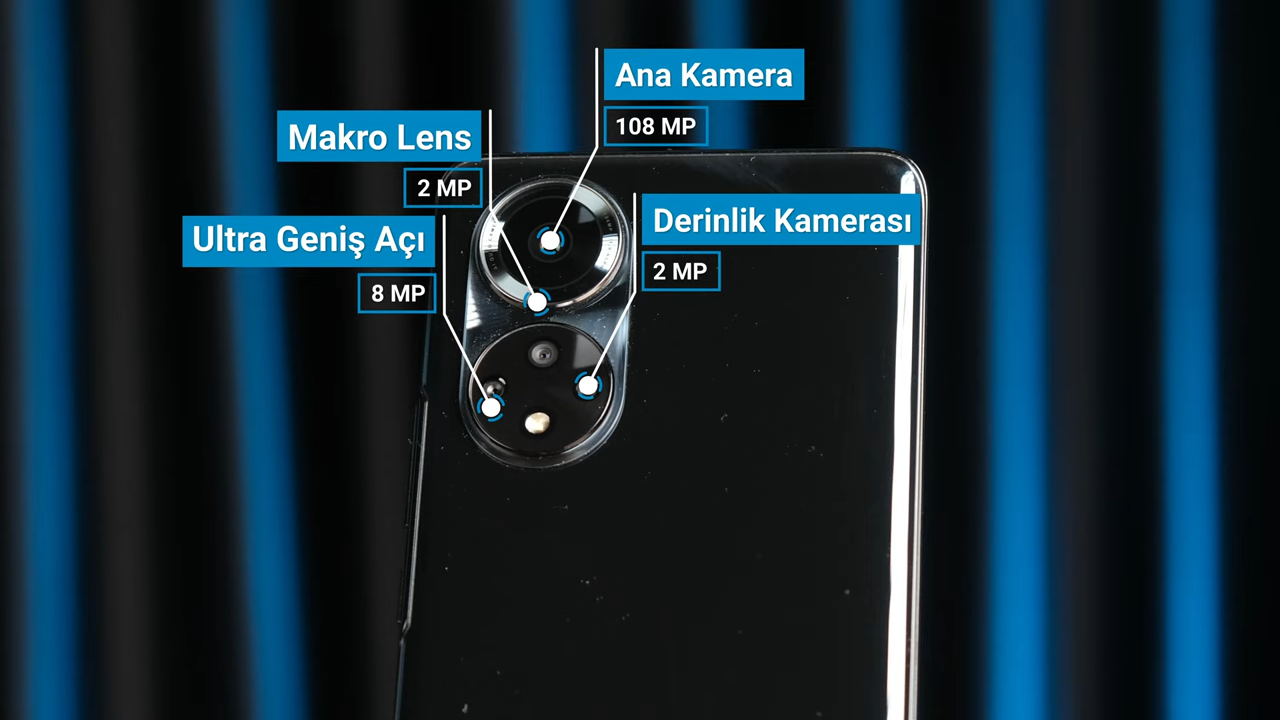 Ana Kamera
108 MP
Makro Lens
2 MP
Derinlik Kamerası
2 MP
Ultra Geniş Açı
8 MP